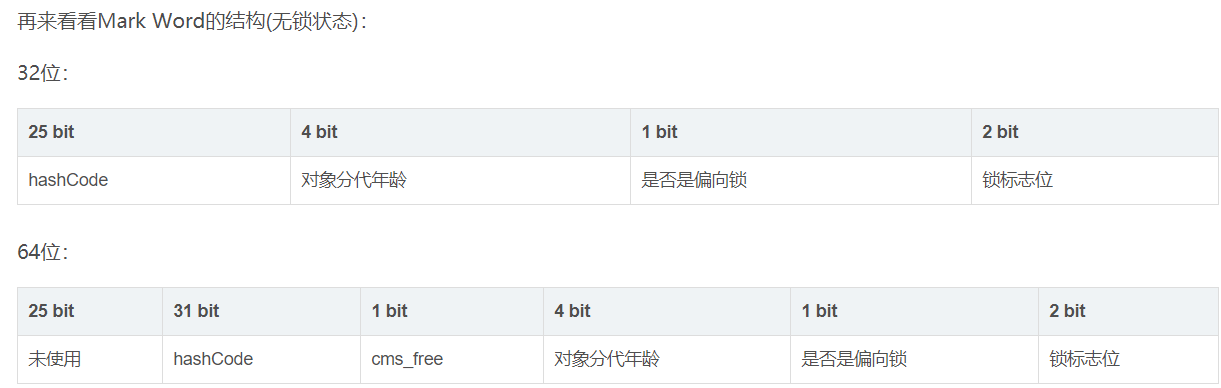 再来看看Mark Word的结构(无锁状态)：
32位：
25 bit 4 bit 1 bit 2 bit
hashCode 对象分代年龄 是否是偏向锁 锁标志位
64位：
25 bit 31 bit 1 bit 4 bit 1 bit 2 bit
未使用 hashCode cms_free 对象分代年龄 是否是偏向锁 锁标志位